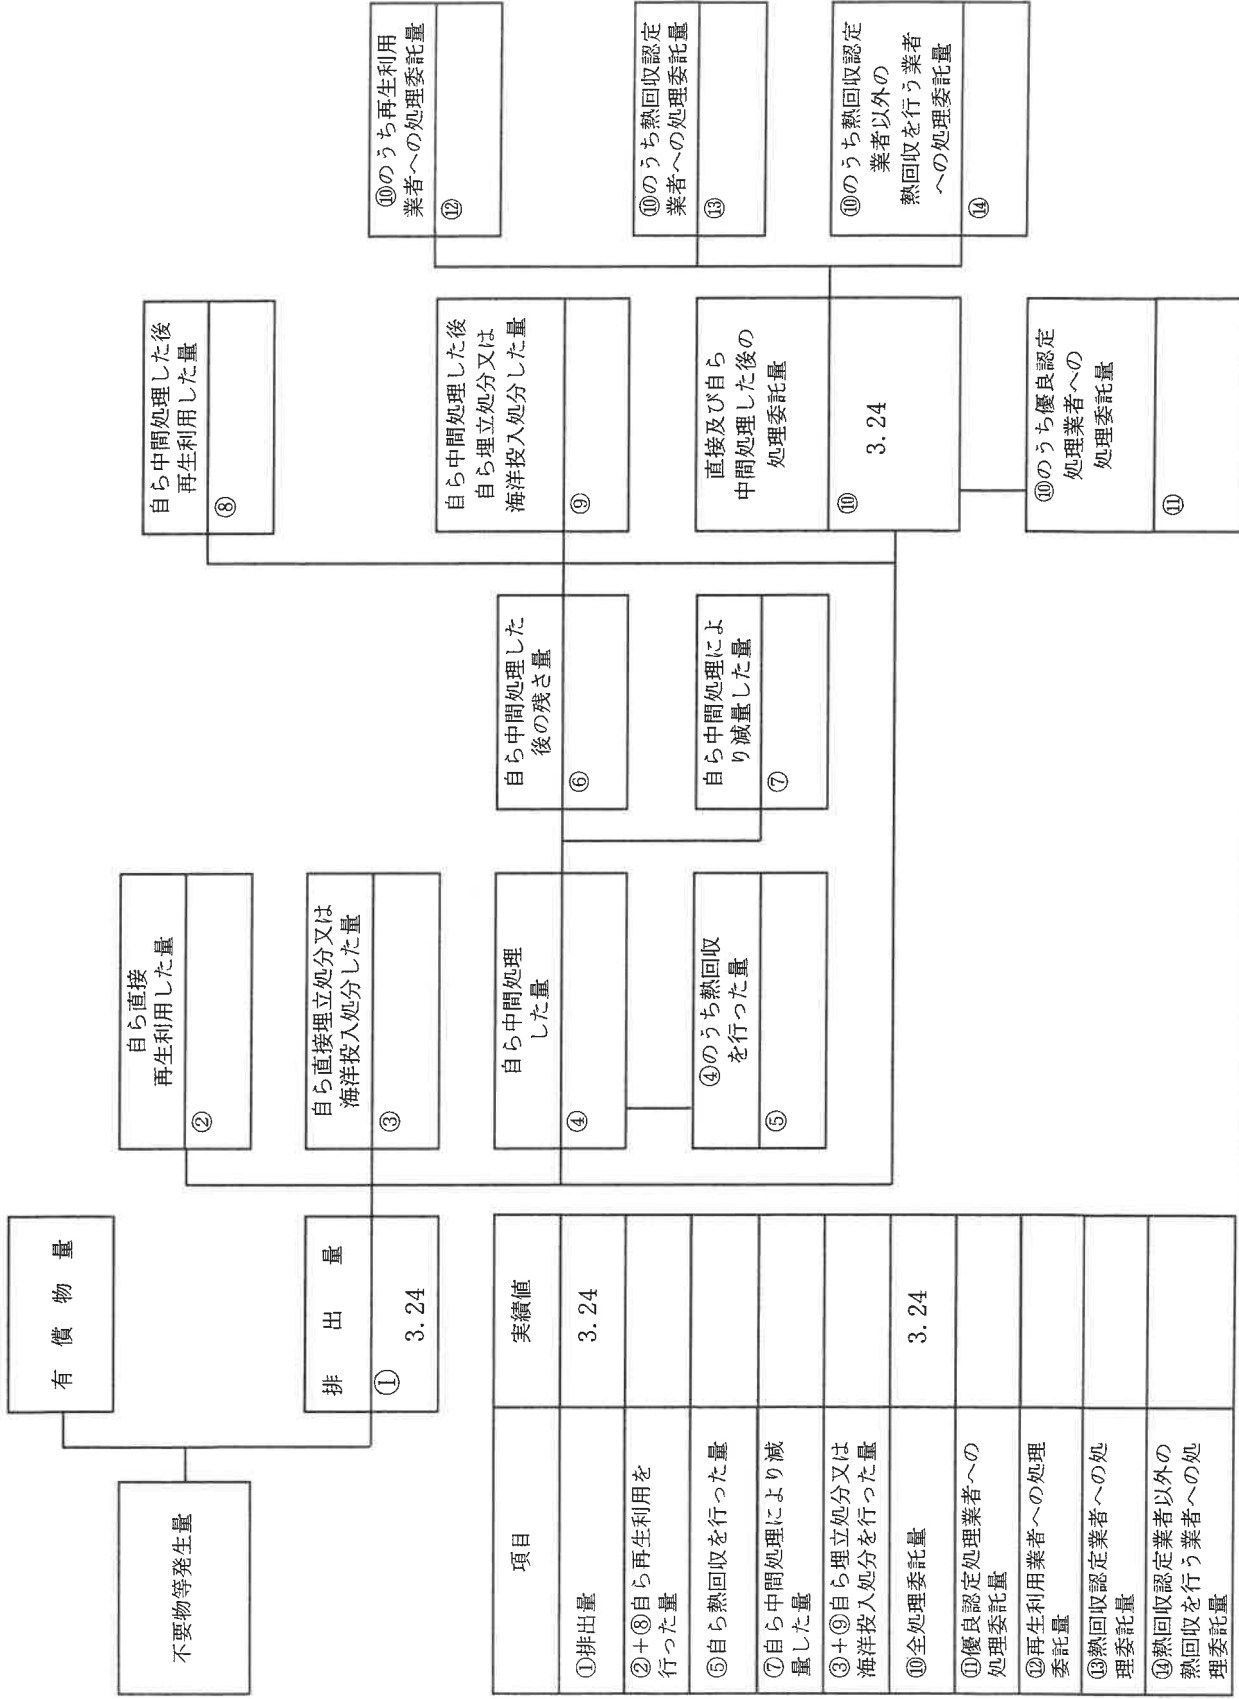 不要物等発生量
有償物量
排出量
①
3.24
自ら直接
再生利用した量
②
自ら直接埋立処分又は
海洋投入処分した量
③
自ら中間処理
した量
④
④のうち熱回収
を行った量
⑤
自ら中間処理した
後の残さ量
⑥
自ら中間処理によ
り減量した量
⑦
自ら中間処理した後
再生利用した量
⑧
自ら中間処理した後
自ら埋立処分又は
海洋投入処分した量
⑨
直接及び自ら
中間処理した後の
処理委託量
⑩
3.24
⑩のうち優良認定
処理業者への
処理委託量
⑪
⑩のうち再生利用
業者への処理委託量
⑫
⑩のうち熱回収認定
業者への処理委託量
⑬
⑩のうち熱回収認定
業者以外の
熱回収を行う業者
への処理委託量
⑭
項目 実績値
①排出量 3.24
②+⑧自ら再生利用を
行った量
⑤自ら熱回収を行った量
⑦自ら中間処理により減
量した量
③+⑨自ら埋立処分又は
海洋投入処分を行った量
⑩全処理委託量 3.24
⑪優良認定処理業者への
処理委託量
⑫再生利用業者への処理
委託量
⑬熱回収認定業者への処
理委託量
⑭熱回収認定業者以外の
熱回収を行う業者への処
理委託量